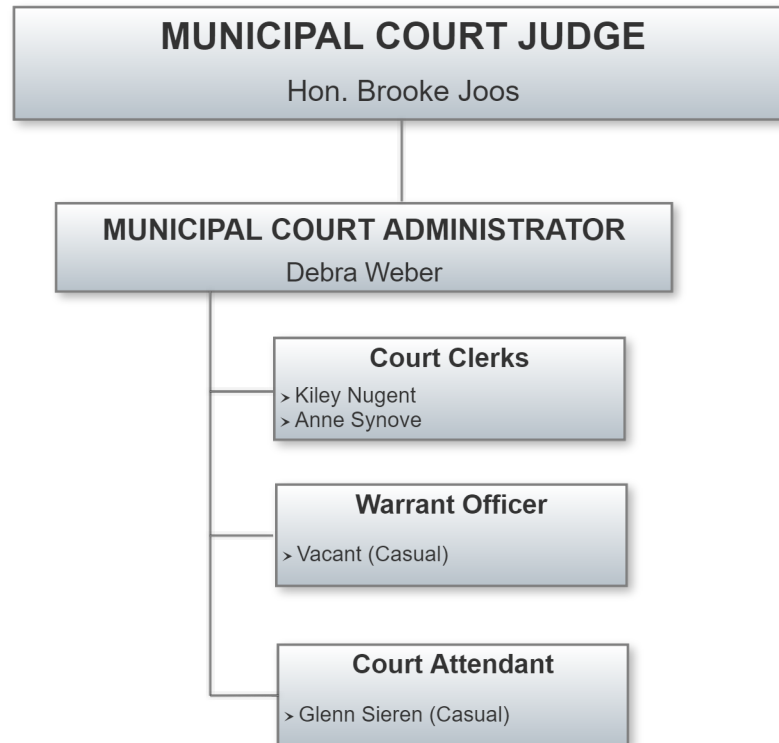 MUNICIPAL COURT JUDGE
Hon. Brooke Joos
MUNICIPAL COURT ADMINISTRATOR
Debra Weber
Court Clerks
➢ Kiley Nugent
➢ Anne Synove
Warrant Officer
➢ Vacant (Casual)
Court Attendant
➢ Glenn Sieren (Casual)